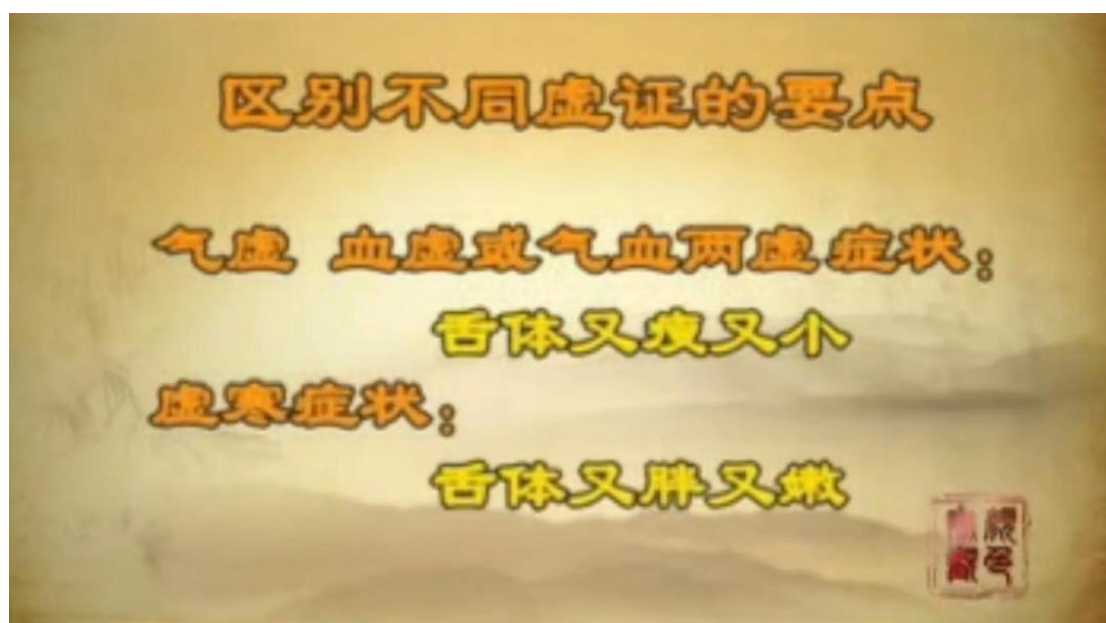 区别不同虚证的要点
气虚 血虚或气血两虚症状：
舌体又瘦又小
虚寒症状：
舌体又胖又嫩